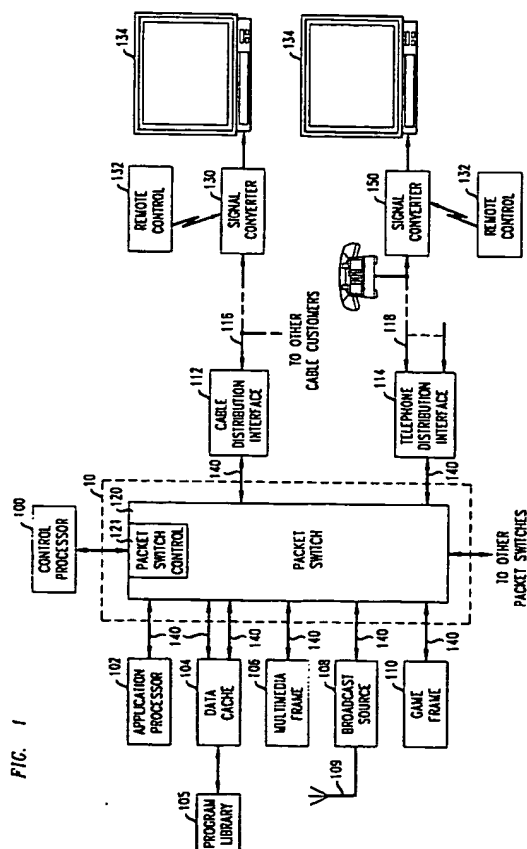 FIG. 1
100
CONTROL
PROCESSOR
10
120
121
PACKET
SWITCH
CONTROL
PACKET
SWITCH
TO OTHER
PACKET SWITCHES
102
APPLICATION
PROCESSOR
140
104
DATA
CACHE
140
140
105
PROGRAM
LIBRARY
106
MULTIMEDIA
FRAME
140
108
BROADCAST
SOURCE
140
109
110
GAME
FRAME
140
140
112
CABLE
DISTRIBUTION
INTERFACE
116
TO OTHER
CABLE CUSTOMERS
132
REMOTE
CONTROL
130
SIGNAL
CONVERTER
134
140
114
TELEPHONE
DISTRIBUTION
INTERFACE
118
150
SIGNAL
CONVERTER
132
REMOTE
CONTROL
134